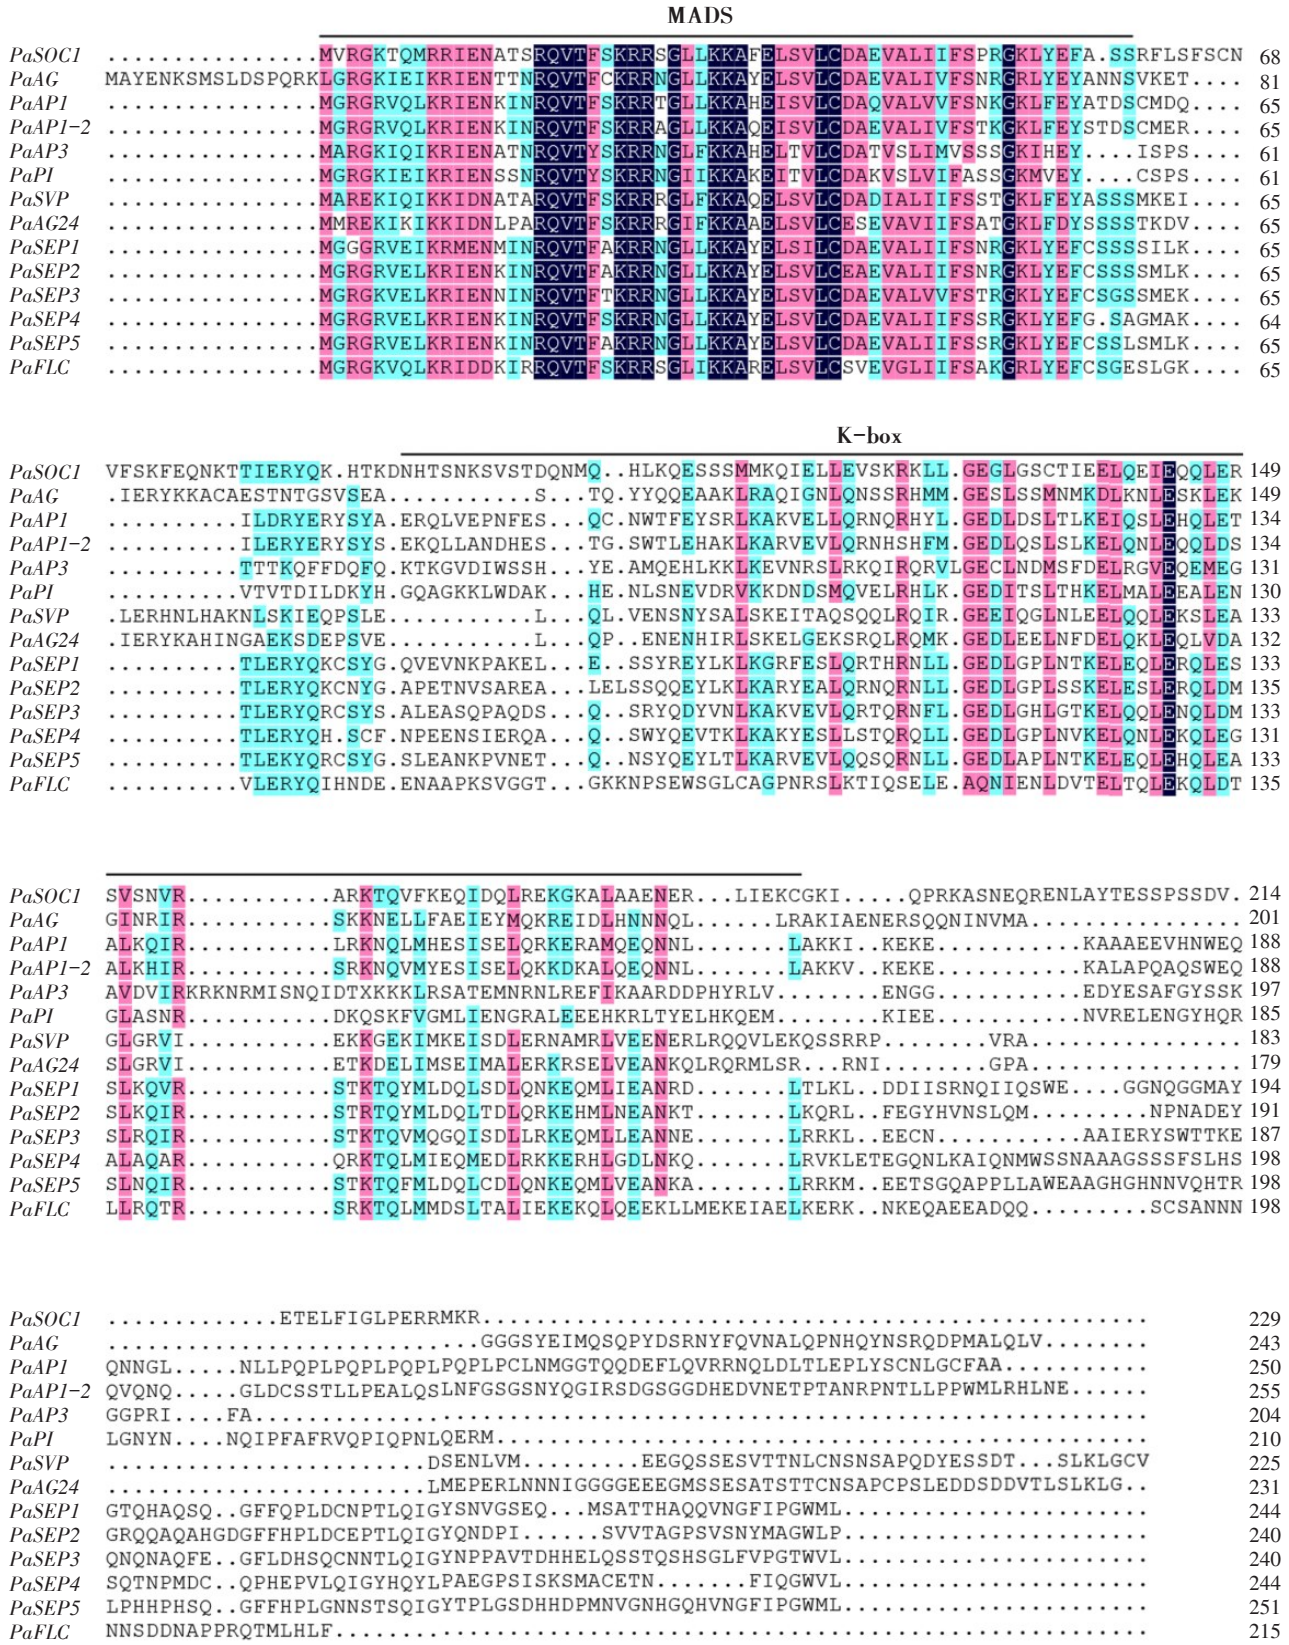 MADS
PaSOC1 ................MVRGKTQMRRIENATSRQVTFSKRRSGLLKKAFELSVLCDAEVALIIFSPRGKLYEFA.SSRFLSFSCN 68
PaAG MAYENKSMSLDSPQRKLGRGKIEIKRIENTTNRQVTFCKRRNGLLKKAYELSVLCDAEVALIVFSNRGRLYEYANNSVKET.... 81
PaAP1 ................MGRGRVQLKRIENKINRQVTFSKRRTGLLKKAHEISVLCDAQVALVVFSNKGKLFEYATDSCMDQ.... 65
PaAP1-2 ................MGRGRVQLKRIENKINRQVTFSKRRAGLLKKAQEISVLCDAEVALIVFSTKGKLFEYSTDSCMER.... 65
PaAP3 ................MARGKIQIKRIENATNRQVTYSKRRNGLFKKAHELTVLCDATVSLIMVSSSGKIHEY....ISPS.... 61
PaPI ................MGRGKIEIKRIENSSNRQVTYSKRRNGIIKKAKEITVLCDAKVSLVIFASSGKMVEY....CSPS.... 61
PaSVP ................MAREKIQIKKIDNATARQVTFSKRRRGLFKKAQELSVLCDADIALIIFSSTGKLFEYASSSMKEI.... 65
PaAG24 ................MMREKIKIKKIDNLPARQVTFSKRRRGIFKKAAELSVLCESEVAVIIFSATGKLFDYSSSSTKDV.... 65
PaSEP1 ................MGGGRVEIKRMENMINRQVTFAKRRNGLLKKAYELSILCDAEVALIIFSNRGKLYEFCSSSSILK.... 65
PaSEP2 ................MGRGRVELKRIENKINRQVTFAKRRNGLLKKAYELSVLCEAEVALIIFSNRGKLYEFCSSSSMLK.... 65
PaSEP3 ................MGRGKVELKRIENNINRQVTFTKRRNGLLKKAYELSVLCDAEVALVVFSTRGKLYEFCSGSSMEK.... 65
PaSEP4 ................MGRGRVELKRIENKINRQVTFSKRRNGLLKKAYELSVLCDAEVALIIFSSRGKLYEFG.SAGMAK.... 64
PaSEP5 ................MGRGRVELKRIENKINRQVTFAKRRNGLLKKAYELSVLCDAEVALIIFSSRGKLYEFCSSLSMLK.... 65
PaFLC ................MGRGKVQLKRIDDKIRRQVTFSKRRSGLIKKARELSVLCSVEVGLIIFSAKGRLYEFCSGESLGK.... 65
K-box
PaSOC1 VFSKFEQNKTTIERYQK.HTKDNHTSNKSVSTDQNMQ..HLKQESSSMMKQIELLEVSKRKLL.GEGLGSCTIEELQEIEQQLER 149
PaAG .IERYKKACAESTNTGSVSEA...........S...TQ.YYQQEAAKLRAQIGNLQNSSRHMM.GESLSSMNMKDLKNLESKLEK 149
PaAP1 ..........ILDRYERYSYA.ERQLVEPNFES...QC.NWTFEYSRLKAKVELLQRNQRHYL.GEDLDSLTLKEIQSLEHQLET 134
PaAP1-2 ..........ILERYERYSYS.EKQLLANDHES...TG.SWTLEHAKLKARVEVLQRNHSHFM.GEDLQSLSLKELQNLEQQLDS 134
PaAP3 ..........TTTKQFFDQFQ.KTKGVDIWSSH...YE.AMQEHLKKLKEVNRSLRKQIRQRVLGECLNDMSFDELRGVEQEMEG 131
PaPI ..........VTVTDILDKYH.GQAGKKLWDAK...HE.NLSNEVDRVKKDNDSMQVELRHLK.GEDITSLTHKELMALEEALEN 130
PaSVP .LERHNLHAKNLSKIEQPSLE...........L...QL.VENSNYSALSKEITAQSQQLRQIR.GEEIQGLNLEELQQLEKSLEA 133
PaAG24 .IERYKAHINGAEKSDEPSVE...........L...QP..ENENHIRLSKELGEKSRQLRQMK.GEDLEELNFDELQKLEQLVDA 132
PaSEP1 ..........TLERYQKCSYG.QVEVNKPAKEL...E..SSYREYLKLKGRFESLQRTHRNLL.GEDLGPLNTKELEQLERQLES 133
PaSEP2 ..........TLERYQKCNYG.APETNVSAREA...LELSSQQEYLKLKARYEALQRNQRNLL.GEDLGPLSSKELESLERQLDM 135
PaSEP3 ..........TLERYQRCSYS.ALEASQPAQDS...Q..SRYQDYVNLKAKVEVLQRTQRNFL.GEDLGHLGTKELQQLENQLDM 133
PaSEP4 ..........TLERYQH.SCF.NPEENSIERQA...Q..SWYQEVTKLKAKYESLLSTQRQLL.GEDLGPLNVKELQNLEKQLEG 131
PaSEP5 ..........TLEKYQRCSYG.SLEANKPVNET...Q..NSYQEYLTLKARVEVLQQSQRNLL.GEDLAPLNTKELEQLEHQLEA 133
PaFLC ..........VLERYQIHNDE.ENAAPKSVGGT...GKKNPSEWSGLCAGPNRSLKTIQSELE.AQNIENLDVTELTQLEKQLDT 135
PaSOC1 SVSNVR...........ARKTQVFKEQIDQLREKGKALAAENER...LIEKCGKI.....QPRKASNEQRENLAYTESSPSSDV. 214
PaAG GINRIR...........SKKNELLFAEIEYMQKREIDLHNNNQL......LRAKIAENERSQQNINVMA................ 201
PaAP1 ALKQIR...........LRKNQLMHESISELQRKERAMQEQNNL.......LAKKI..KEKE...........KAAAEEVHNWEQ 188
PaAP1-2 ALKHIR...........SRKNQVMYESISELQKKDKALQEQNNL.......LAKKV..KEKE...........KALAPQAQSWEQ 188
PaAP3 AVDVIRKRKNRMISNQIDTXKKKLRSATEMNRNLREFIKAARDDPHYRLV........ENGG...........EDYESAFGYSSK 197
PaPI GLASNR...........DKQSKFVGMLIENGRALEEEHKRLTYELHKQEM........KIEE...........NVRELENGYHQR 185
PaSVP GLGRVI...........EKKGEKIMKEISDLERNAMRLVEENERLRQQVLEKQSSRRP........VRA................ 183
PaAG24 SLGRVI...........ETKDELIMSEIMALERKRSELVEANKQLRQRMLSR..RNI.........GPA................ 179
PaSEP1 SLKQVR...........STKTQYMLDQLSDLQNKEQMLIEANRD.......LTLKL..DDIISRNQIIQSWE....GGNQGGMAY 194
PaSEP2 SLKQIR...........STRTQYMLDQLTDLQRKEHMLNEANKT.......LKQRL..FEGYHVNSLQM.........NPNADEY 191
PaSEP3 SLRQIR...........STKTQVMQGQISDLLRKEQMLLEANNE.......LRRKL..EECN...........AAIERYSWTTKE 187
PaSEP4 ALAQAR...........QRKTQLMIEQMEDLRKKERHLGDLNKQ.......LRVKLETEGQNLKAIQNMWSSNAAAGSSSFSLHS 198
PaSEP5 SLNQIR...........STKTQFMLDQLCDLQNKEQMLVEANKA.......LRRKM..EETSGQAPPLLAWEAAGHGHNNVQHTR 198
PaFLC LLRQTR...........SRKTQLMMDSLTALIEKEKQLQEEKLLMEKEIAELKERK..NKEQAEEADQQ.........SCSANNN 198
PaSOC1 .............ETELFIGLPERRMKR.................................................. 229
PaAG ............................GGGSYEIMQSQPYDSRNYFQVNALQPNHQYNSRQDPMALQLV........ 243
PaAP1 QNNGL.....NLLPQPLPQPLPQPLPQPLPCLNMGGTQQDEFLQVRRNQLDLTLEPLYSCNLGCFAA........... 250
PaAP1-2 QVQNQ.....GLDCSSTLLPEALQSLNFGSGSNYQGIRSDGSGGDHEDVNETPTANRPNTLLPPWMLRHLNE...... 255
PaAP3 GGPRI....FA................................................................... 204
PaPI LGNYN....NQIPFAFRVQPIQPNLQERM................................................. 210
PaSVP ........................DSENLVM.........EEGQSSESVTTNLCNSNSAPQDYESSDT...SLKLGCV 225
PaAG24 ........................LMEPERLNNNIGGGGEEEGMSSESATSTTCNSAPCPSLEDDSDDVTLSLKLG.. 231
PaSEP1 GTQHAQSQ..GFFQPLDCNPTLQIGYSNVGSEQ...MSATTHAQQVNGFIPGWML....................... 244
PaSEP2 GRQQAQAHGDGFFHPLDCEPTLQIGYQNDPI......SVVTAGPSVSNYMAGWLP....................... 240
PaSEP3 QNQNAQFE..GFLDHSQCNNTLQIGYNPPAVTDHHELQSSTQSHSGLFVPGTWVL....................... 240
PaSEP4 SQTNPMDC..QPHEPVLQIGYHQYLPAEGPSISKSMACETN.......FIQGWVL....................... 244
PaSEP5 LPHHPHSQ..GFFHPLGNNSTSQIGYTPLGSDHHDPMNVGNHGQHVNGFIPGWML....................... 251
PaFLC NNSDDNAPPRQTMLHLF............................................................. 215